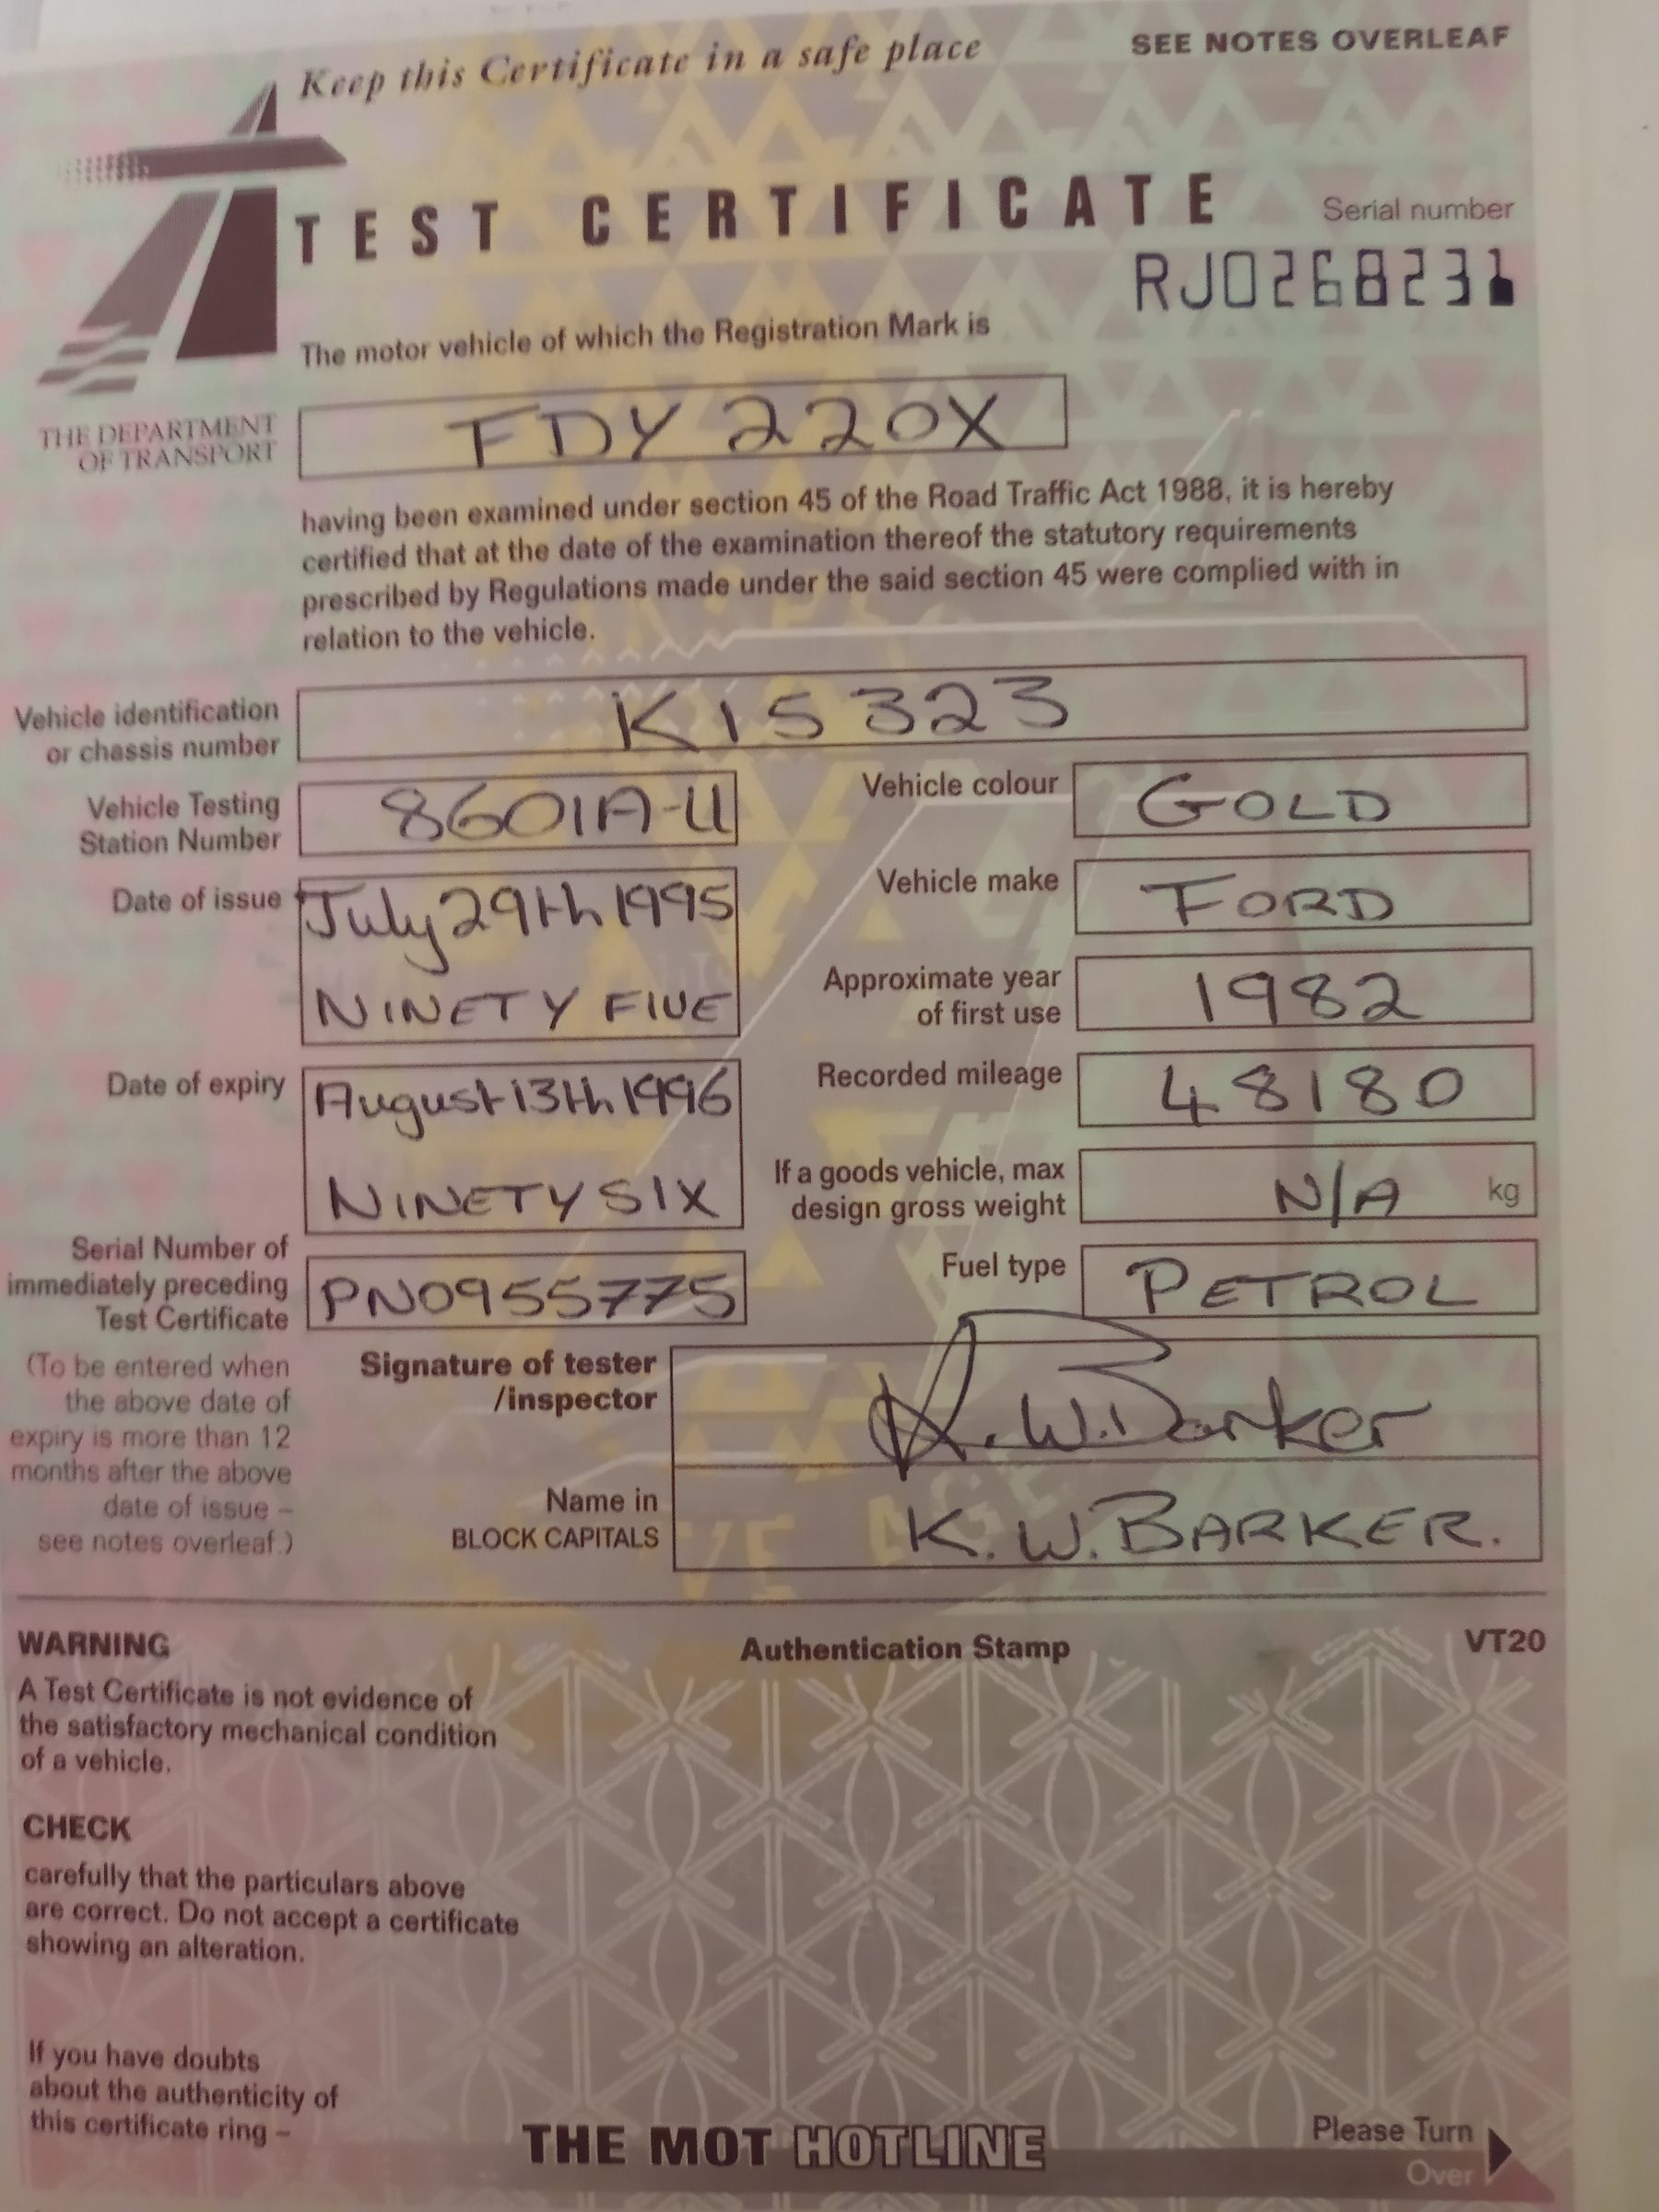 Keep this Certificate in a safe place
SEE NOTES OVERLEAF
TEST CERTIFICATE
Serial number
RJ0268231
The motor vehicle of which the Registration Mark is
THE DEPARTMENT
OF TRANSPORT
FDY 220X
having been examined under section 45 of the Road Traffic Act 1988, it is hereby
certified that at the date of the examination thereof the statutory requirements
prescribed by Regulations made under the said section 45 were complied with in
relation to the vehicle.
Vehicle identification
or chassis number
K15323
Vehicle Testing
Station Number
8601A-U
Vehicle colour
GOLD
Date of issue
July 29th 1995
NINETY FIVE
Vehicle make
FORD
Approximate year
of first use
1982
Date of expiry
August 13th 1996
NINETY SIX
Recorded mileage
48180
If a goods vehicle, max
design gross weight
N/A kg
Serial Number of
immediately preceding
Test Certificate
PN0955775
Fuel type
PETROL
(To be entered when
the above date of
expiry is more than 12
months after the above
date of issue –
see notes overleaf.)
Signature of tester
/inspector
K. W. Barker
Name in
BLOCK CAPITALS
K. W. BARKER.
WARNING
A Test Certificate is not evidence of
the satisfactory mechanical condition
of a vehicle.
Authentication Stamp
VT20
CHECK
carefully that the particulars above
are correct. Do not accept a certificate
showing an alteration.
If you have doubts
about the authenticity of
this certificate ring –
THE MOT HOTLINE
Please Turn
Over